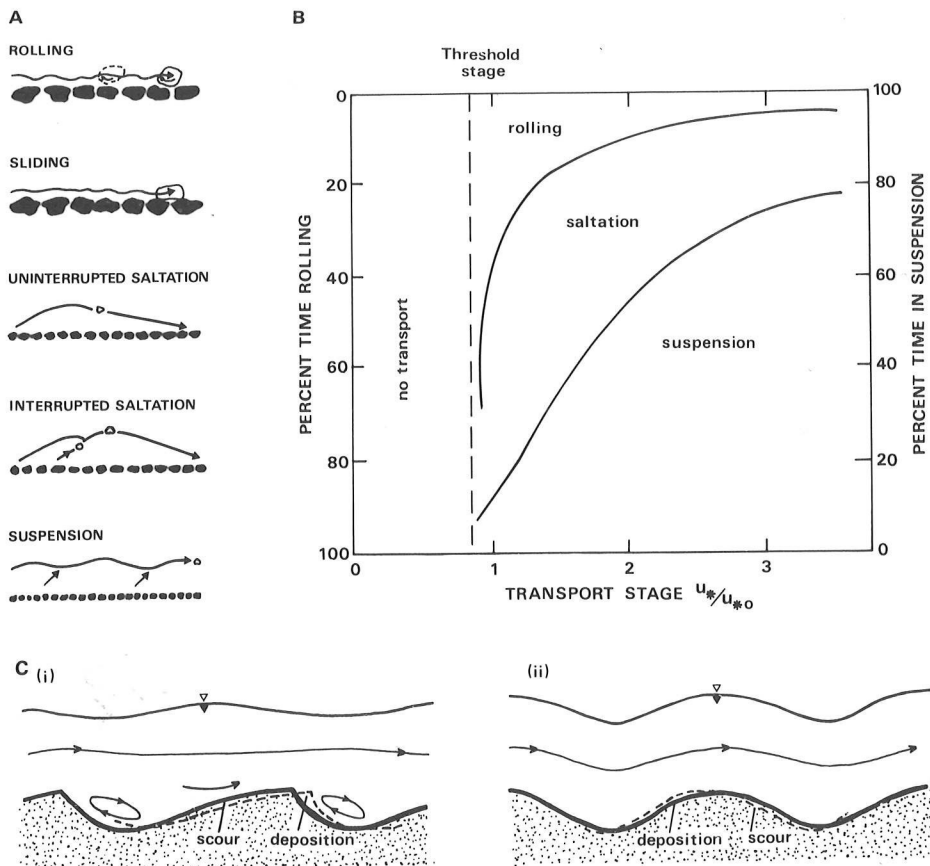 A
ROLLING
SLIDING
UNINTERRUPTED SALTATION
INTERRUPTED SALTATION
SUSPENSION
B
Threshold
stage
0
20
40
60
80
100
PERCENT TIME ROLLING
no transport
rolling
saltation
suspension
100
80
60
40
20
0
PERCENT TIME IN SUSPENSION
0
1
2
3
TRANSPORT STAGE u*/u*o
C (i)
scour
deposition
(ii)
deposition
scour